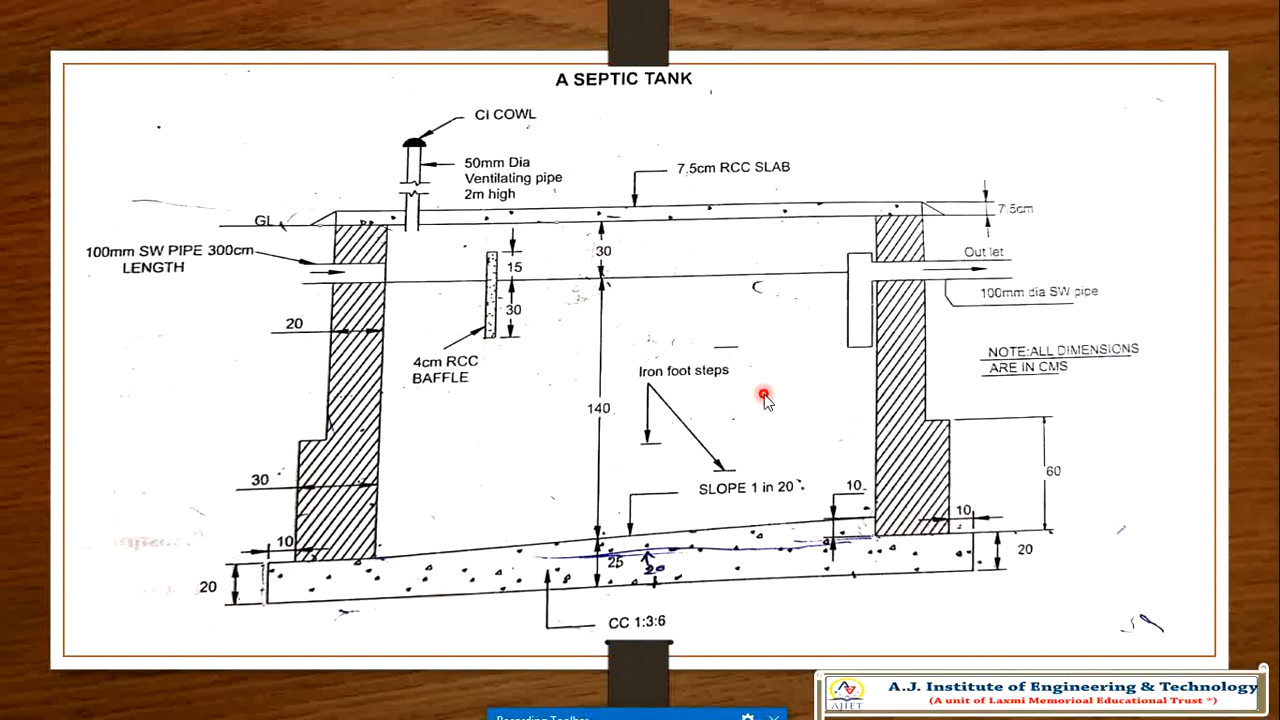 A SEPTIC TANK
CI COWL
50mm Dia
Ventilating pipe
2m high
7.5cm RCC SLAB
7.5cm
GL
100mm SW PIPE 300cm
LENGTH
15
30
30
Out let
100mm dia SW pipe
20
4cm RCC
BAFFLE
NOTE:ALL DIMENSIONS
ARE IN CMS
Iron foot steps
140
30
SLOPE 1 in 20
10
60
10
10
20
25
20
20
CC 1:3:6
A.J. Institute of Engineering & Technology
(A unit of Laxmi Memorioal Educational Trust ®)
AJIET